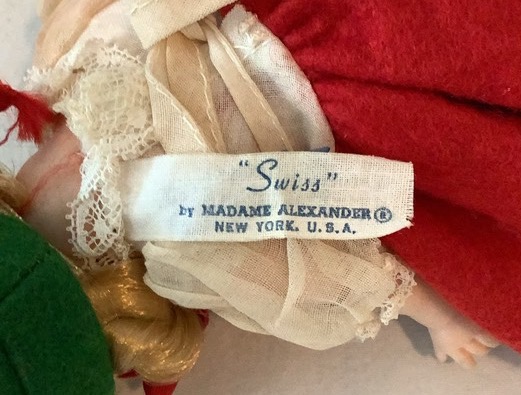 "Swiss"
by MADAME ALEXANDER®
NEW YORK, U.S.A.